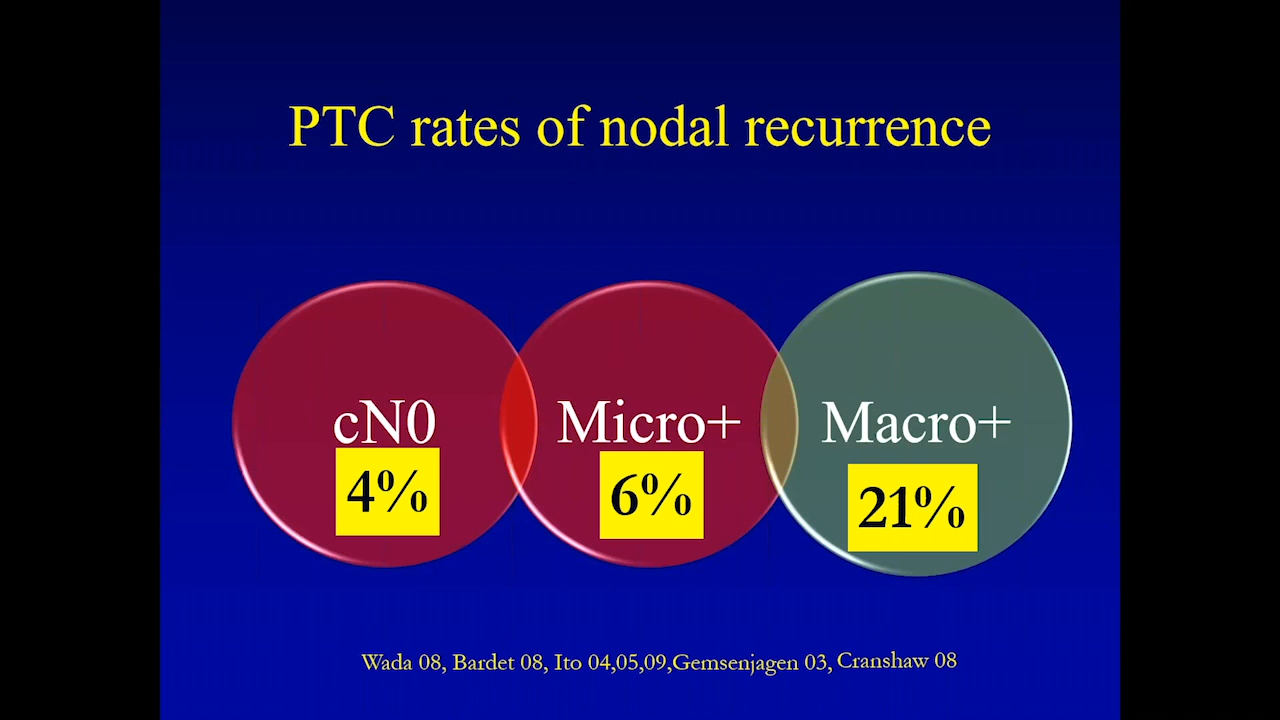 PTC rates of nodal recurrence
cN0
Micro+
Macro+
4%
6%
21%
Wada 08, Bardet 08, Ito 04,05,09,Gemsenjagen 03, Cranshaw 08